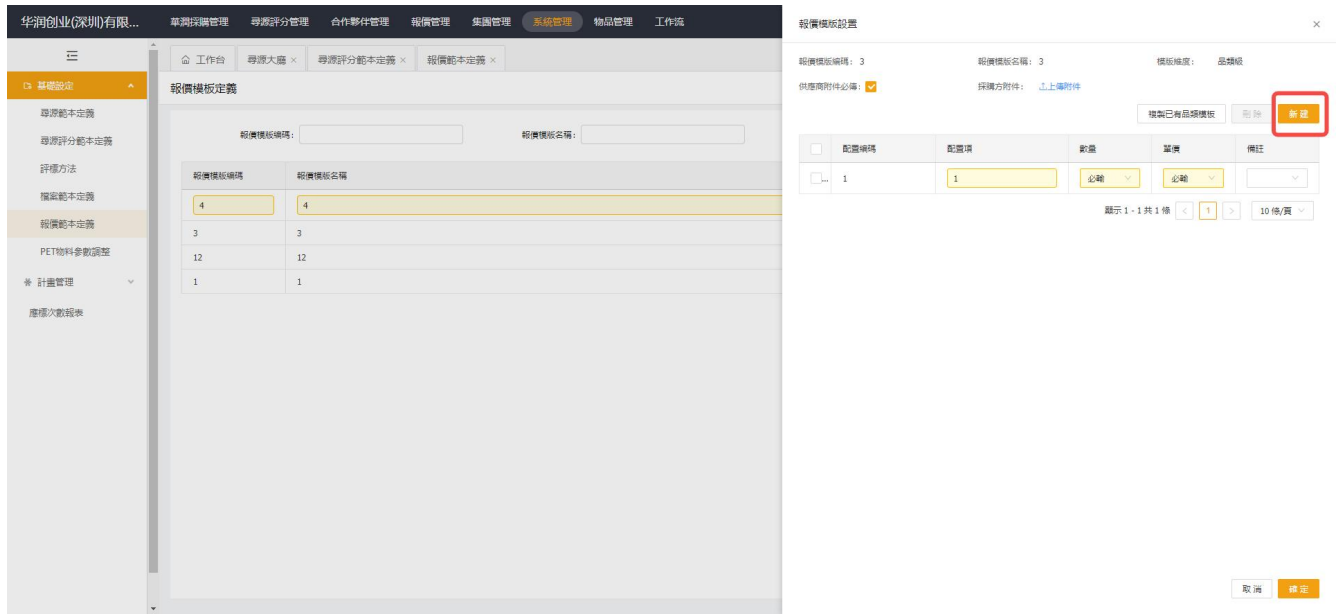 华润创业(深圳)有限... 華潤採購管理 尋源評分管理 合作夥伴管理 報價管理 集團管理 系統管理 物品管理 工作流
工作台 尋源大廳 × 尋源評分範本定義 × 報價範本定義 ×
基礎設定
尋源範本定義
尋源評分範本定義
評標方法
檔案範本定義
報價範本定義
PET物料參數調整
計畫管理
應標次數報表
報價模板定義
報價模版编碼: 報價模版名稱:
報價模版编碼 報價模版名稱
4 4
3 3
12 12
1 1
報價模版設置 ×
報價模版编碼: 3 報價模版名稱: 3 模版維度: 品類級
供應商附件必傳: 採購方附件: 上傳附件
複製已有品類模板 刪除 新建
配置编碼 配置項 數量 單價 備註
... 1 1 必輸 必輸
顯示 1 - 1 共 1 條 < 1 > 10 條/頁
取消 確定